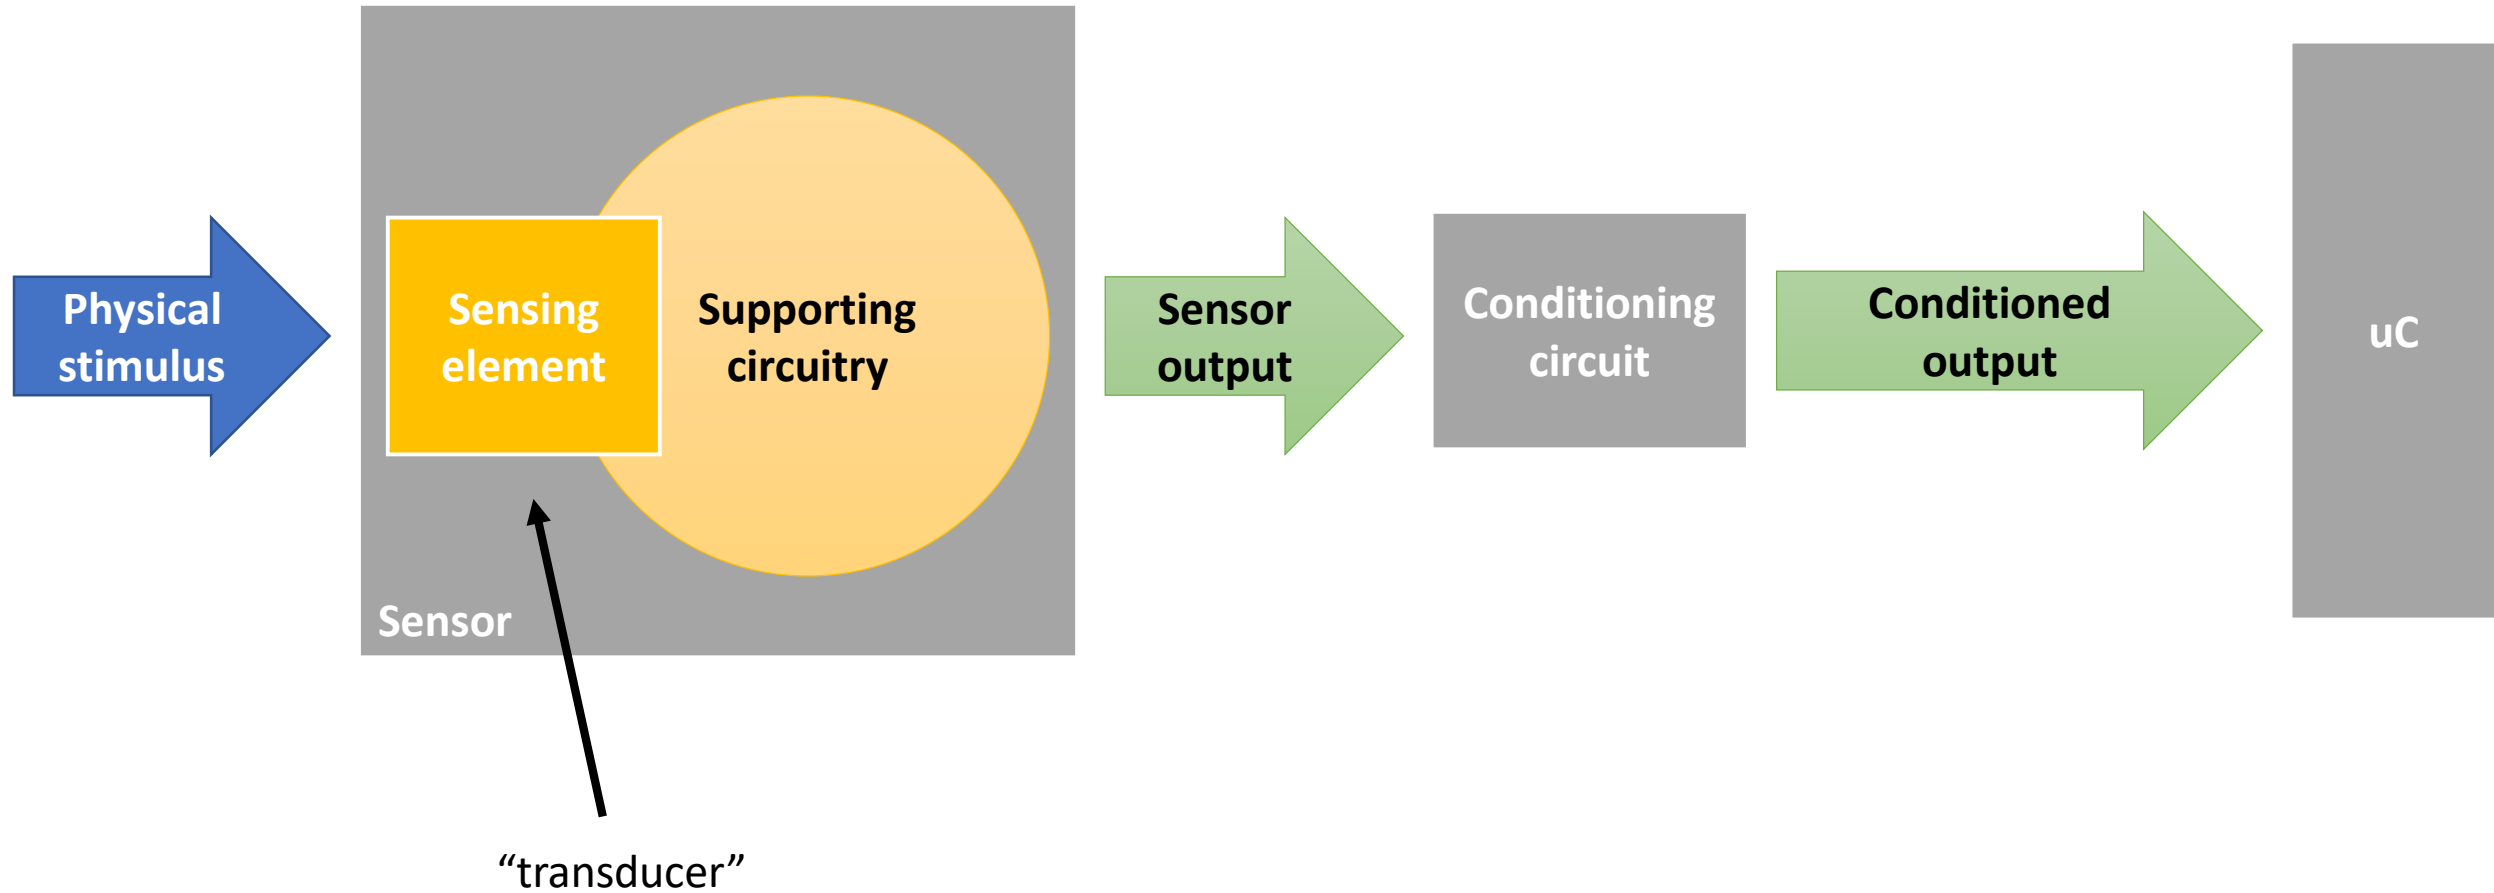 Physical
stimulus
Sensing
element
Supporting
circuitry
Sensor
Sensor
output
Conditioning
circuit
Conditioned
output
uC
“transducer”